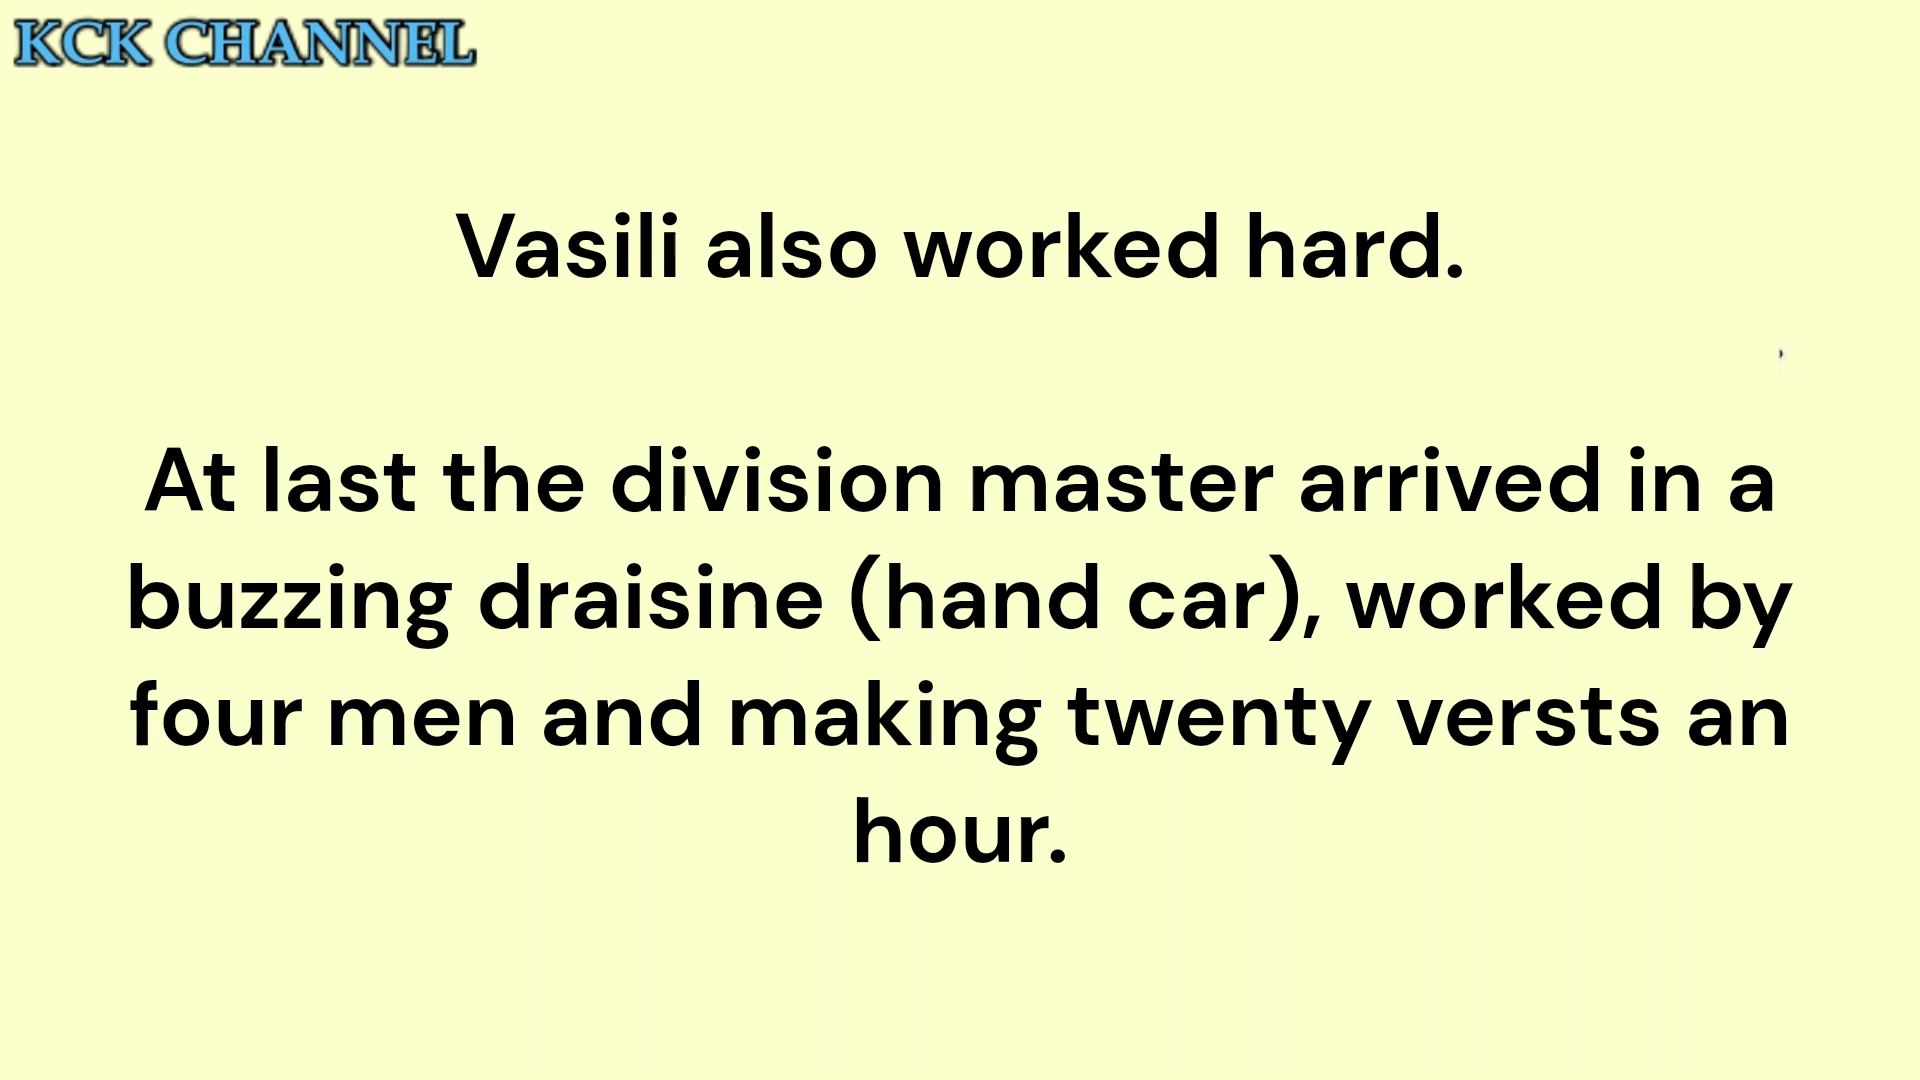 KCK CHANNEL
Vasili also worked hard.
At last the division master arrived in a
buzzing draisine (hand car), worked by
four men and making twenty versts an
hour.